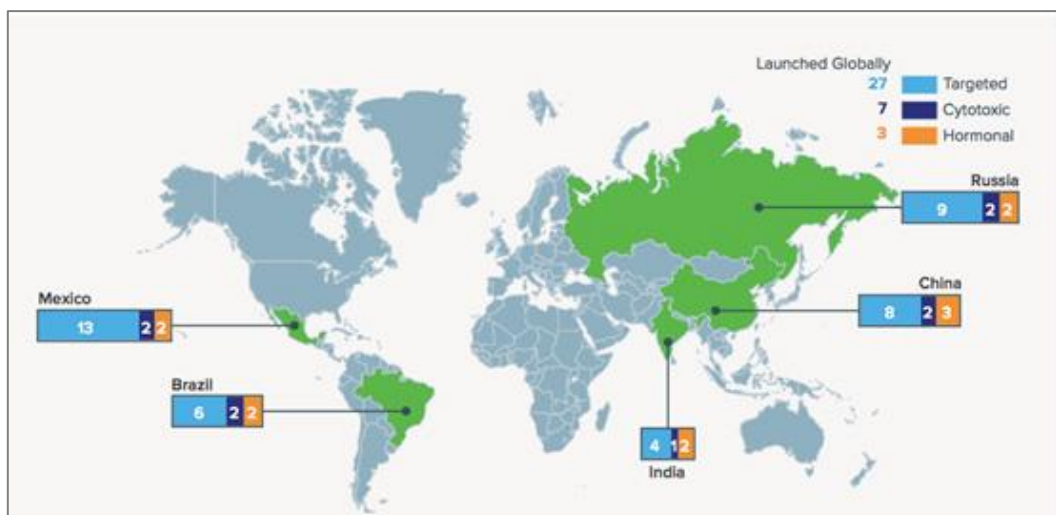 Launched Globally
27 Targeted
7 Cytotoxic
3 Hormonal
Russia
9 2 2
China
8 2 3
Mexico
13 2 2
Brazil
6 2 2
4 1 2
India